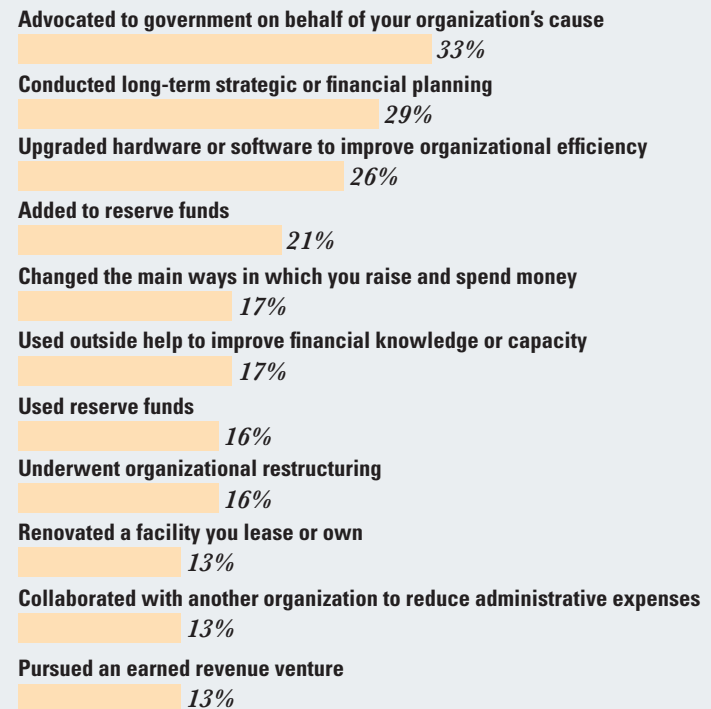 Advocated to government on behalf of your organization’s cause
33%
Conducted long-term strategic or financial planning
29%
Upgraded hardware or software to improve organizational efficiency
26%
Added to reserve funds
21%
Changed the main ways in which you raise and spend money
17%
Used outside help to improve financial knowledge or capacity
17%
Used reserve funds
16%
Underwent organizational restructuring
16%
Renovated a facility you lease or own
13%
Collaborated with another organization to reduce administrative expenses
13%
Pursued an earned revenue venture
13%